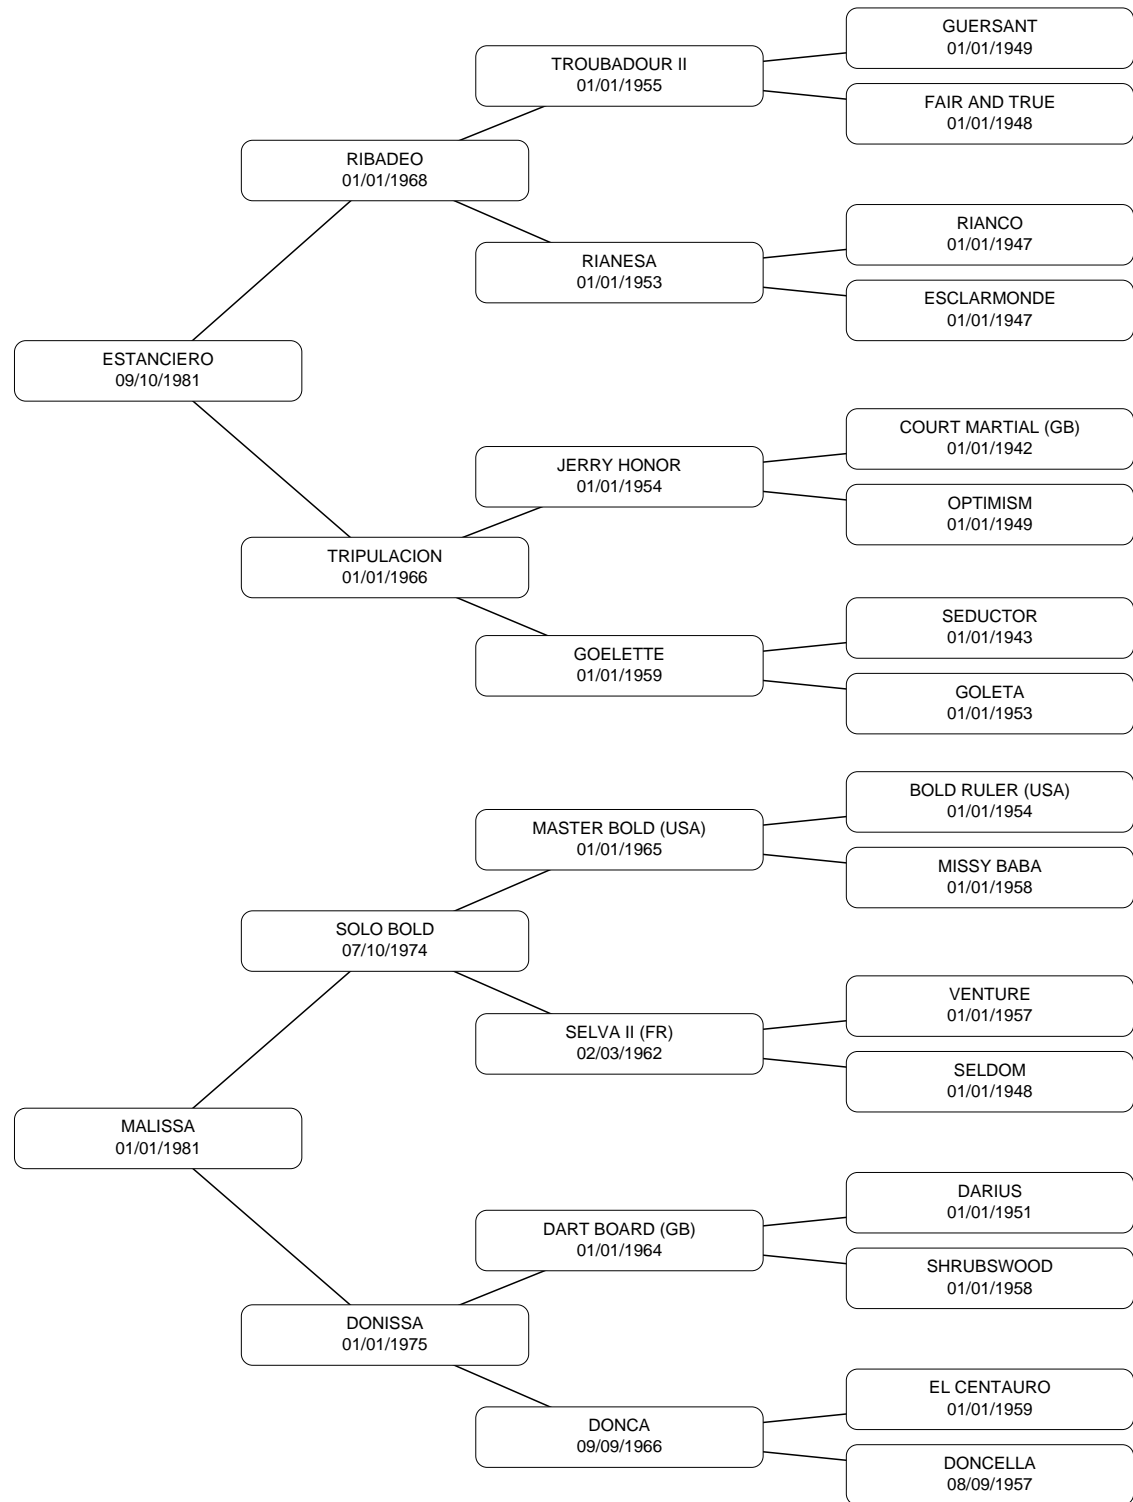 GUERSANT
01/01/1949
TROUBADOUR II
01/01/1955
FAIR AND TRUE
01/01/1948
RIBADEO
01/01/1968
RIANCO
01/01/1947
RIANESA
01/01/1953
ESCLARMONDE
01/01/1947
ESTANCIERO
09/10/1981
COURT MARTIAL (GB)
01/01/1942
JERRY HONOR
01/01/1954
OPTIMISM
01/01/1949
TRIPULACION
01/01/1966
SEDUCTOR
01/01/1943
GOELETTE
01/01/1959
GOLETA
01/01/1953
BOLD RULER (USA)
01/01/1954
MASTER BOLD (USA)
01/01/1965
MISSY BABA
01/01/1958
SOLO BOLD
07/10/1974
VENTURE
01/01/1957
SELVA II (FR)
02/03/1962
SELDOM
01/01/1948
MALISSA
01/01/1981
DARIUS
01/01/1951
DART BOARD (GB)
01/01/1964
SHRUBSWOOD
01/01/1958
DONISSA
01/01/1975
EL CENTAURO
01/01/1959
DONCA
09/09/1966
DONCELLA
08/09/1957